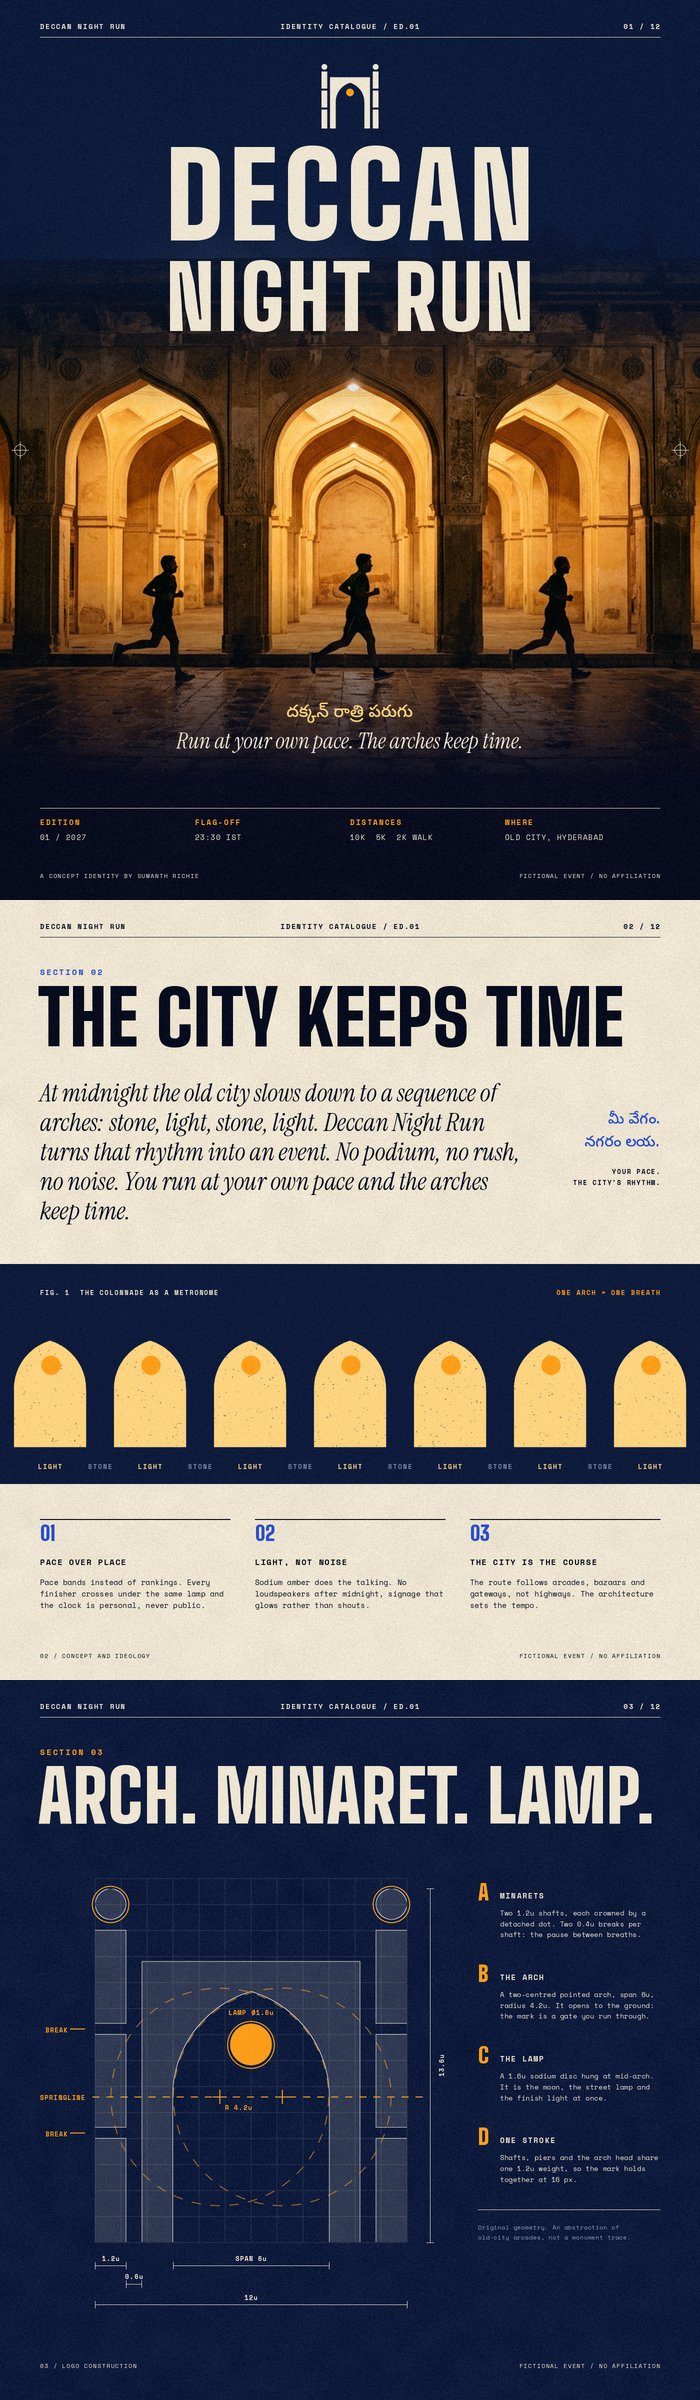 DECCAN NIGHT RUN
IDENTITY CATALOGUE / ED.01
01 / 12
DECCAN
NIGHT RUN
దక్కన్ రాత్రి పరుగు
Run at your own pace. The arches keep time.
EDITION
01 / 2027
FLAG-OFF
23:30 IST
DISTANCES
10K 5K 2K WALK
WHERE
OLD CITY, HYDERABAD
A CONCEPT IDENTITY BY SUMANTH RICHIE
FICTIONAL EVENT / NO AFFILIATION
DECCAN NIGHT RUN
IDENTITY CATALOGUE / ED.01
02 / 12
SECTION 02
THE CITY KEEPS TIME
At midnight the old city slows down to a sequence of
arches: stone, light, stone, light. Deccan Night Run
turns that rhythm into an event. No podium, no rush,
no noise. You run at your own pace and the arches
keep time.
మీ వేగం.
నగరం లయ.
YOUR PACE.
THE CITY'S RHYTHM.
FIG. 1 THE COLONNADE AS A METRONOME
ONE ARCH = ONE BREATH
LIGHT STONE LIGHT STONE LIGHT STONE LIGHT STONE LIGHT STONE LIGHT STONE LIGHT
01
PACE OVER PLACE
Pace bands instead of rankings. Every
finisher crosses under the same lamp and
the clock is personal, never public.
02
LIGHT, NOT NOISE
Sodium amber does the talking. No
loudspeakers after midnight, signage that
glows rather than shouts.
03
THE CITY IS THE COURSE
The route follows arcades, bazaars and
gateways, not highways. The architecture
sets the tempo.
02 / CONCEPT AND IDEOLOGY
FICTIONAL EVENT / NO AFFILIATION
DECCAN NIGHT RUN
IDENTITY CATALOGUE / ED.01
03 / 12
SECTION 03
ARCH. MINARET. LAMP.
LAMP Ø1.6u
BREAK
SPRINGLINE
R 4.2u
BREAK
13.6u
1.2u
SPAN 6u
0.6u
12u
A
MINARETS
Two 1.2u shafts, each crowned by a
detached dot. Two 0.4u breaks per
shaft: the pause between breaths.
B
THE ARCH
A two-centred pointed arch, span 6u,
radius 4.2u. It opens to the ground:
the mark is a gate you run through.
C
THE LAMP
A 1.6u sodium disc hung at mid-arch.
It is the moon, the street lamp and
the finish light at once.
D
ONE STROKE
Shafts, piers and the arch head share
one 1.2u weight, so the mark holds
together at 16 px.
Original geometry. An abstraction of
old-city arcades, not a monument trace.
03 / LOGO CONSTRUCTION
FICTIONAL EVENT / NO AFFILIATION